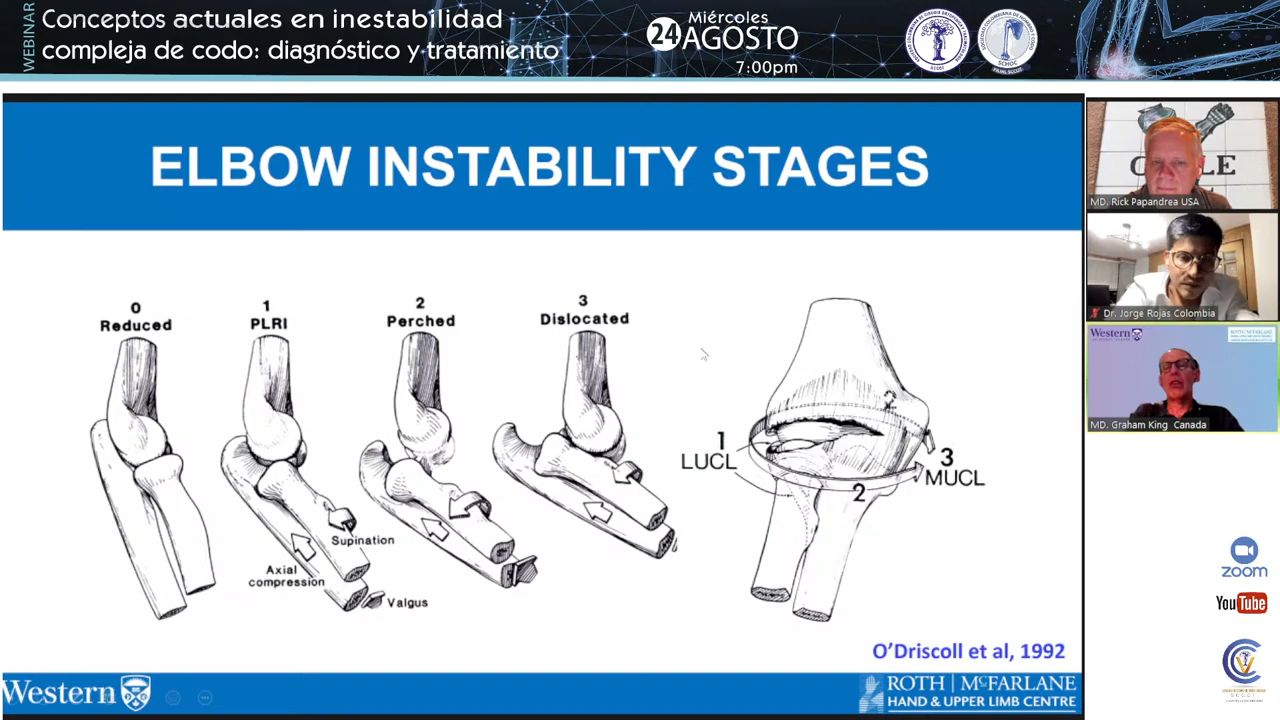 WEBINAR
Conceptos actuales en inestabilidad
compleja de codo: diagnóstico y tratamiento
Miércoles
24 AGOSTO
7:00pm
SCHOC
ELBOW INSTABILITY STAGES
0
Reduced
1
PLRI
2
Perched
3
Dislocated
Supination
Axial
compression
Valgus
2
1
LUCL
3
MUCL
2
O'Driscoll et al, 1992
Western
ROTH | MCFARLANE
HAND & UPPER LIMB CENTRE
MD. Rick Papandrea USA
Dr. Jorge Rojas Colombia
Western
MD. Graham King Canada
zoom
YouTube